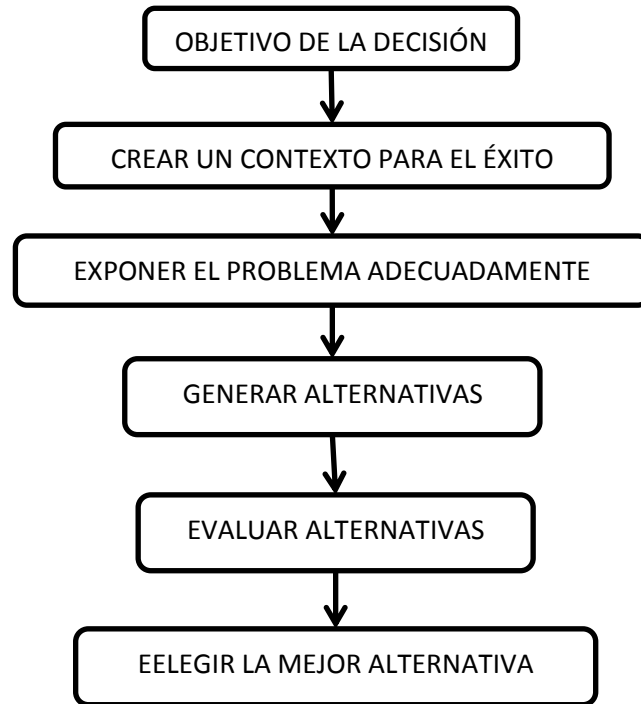 OBJETIVO DE LA DECISIÓN
CREAR UN CONTEXTO PARA EL ÉXITO
EXPONER EL PROBLEMA ADECUADAMENTE
GENERAR ALTERNATIVAS
EVALUAR ALTERNATIVAS
EELEGIR LA MEJOR ALTERNATIVA